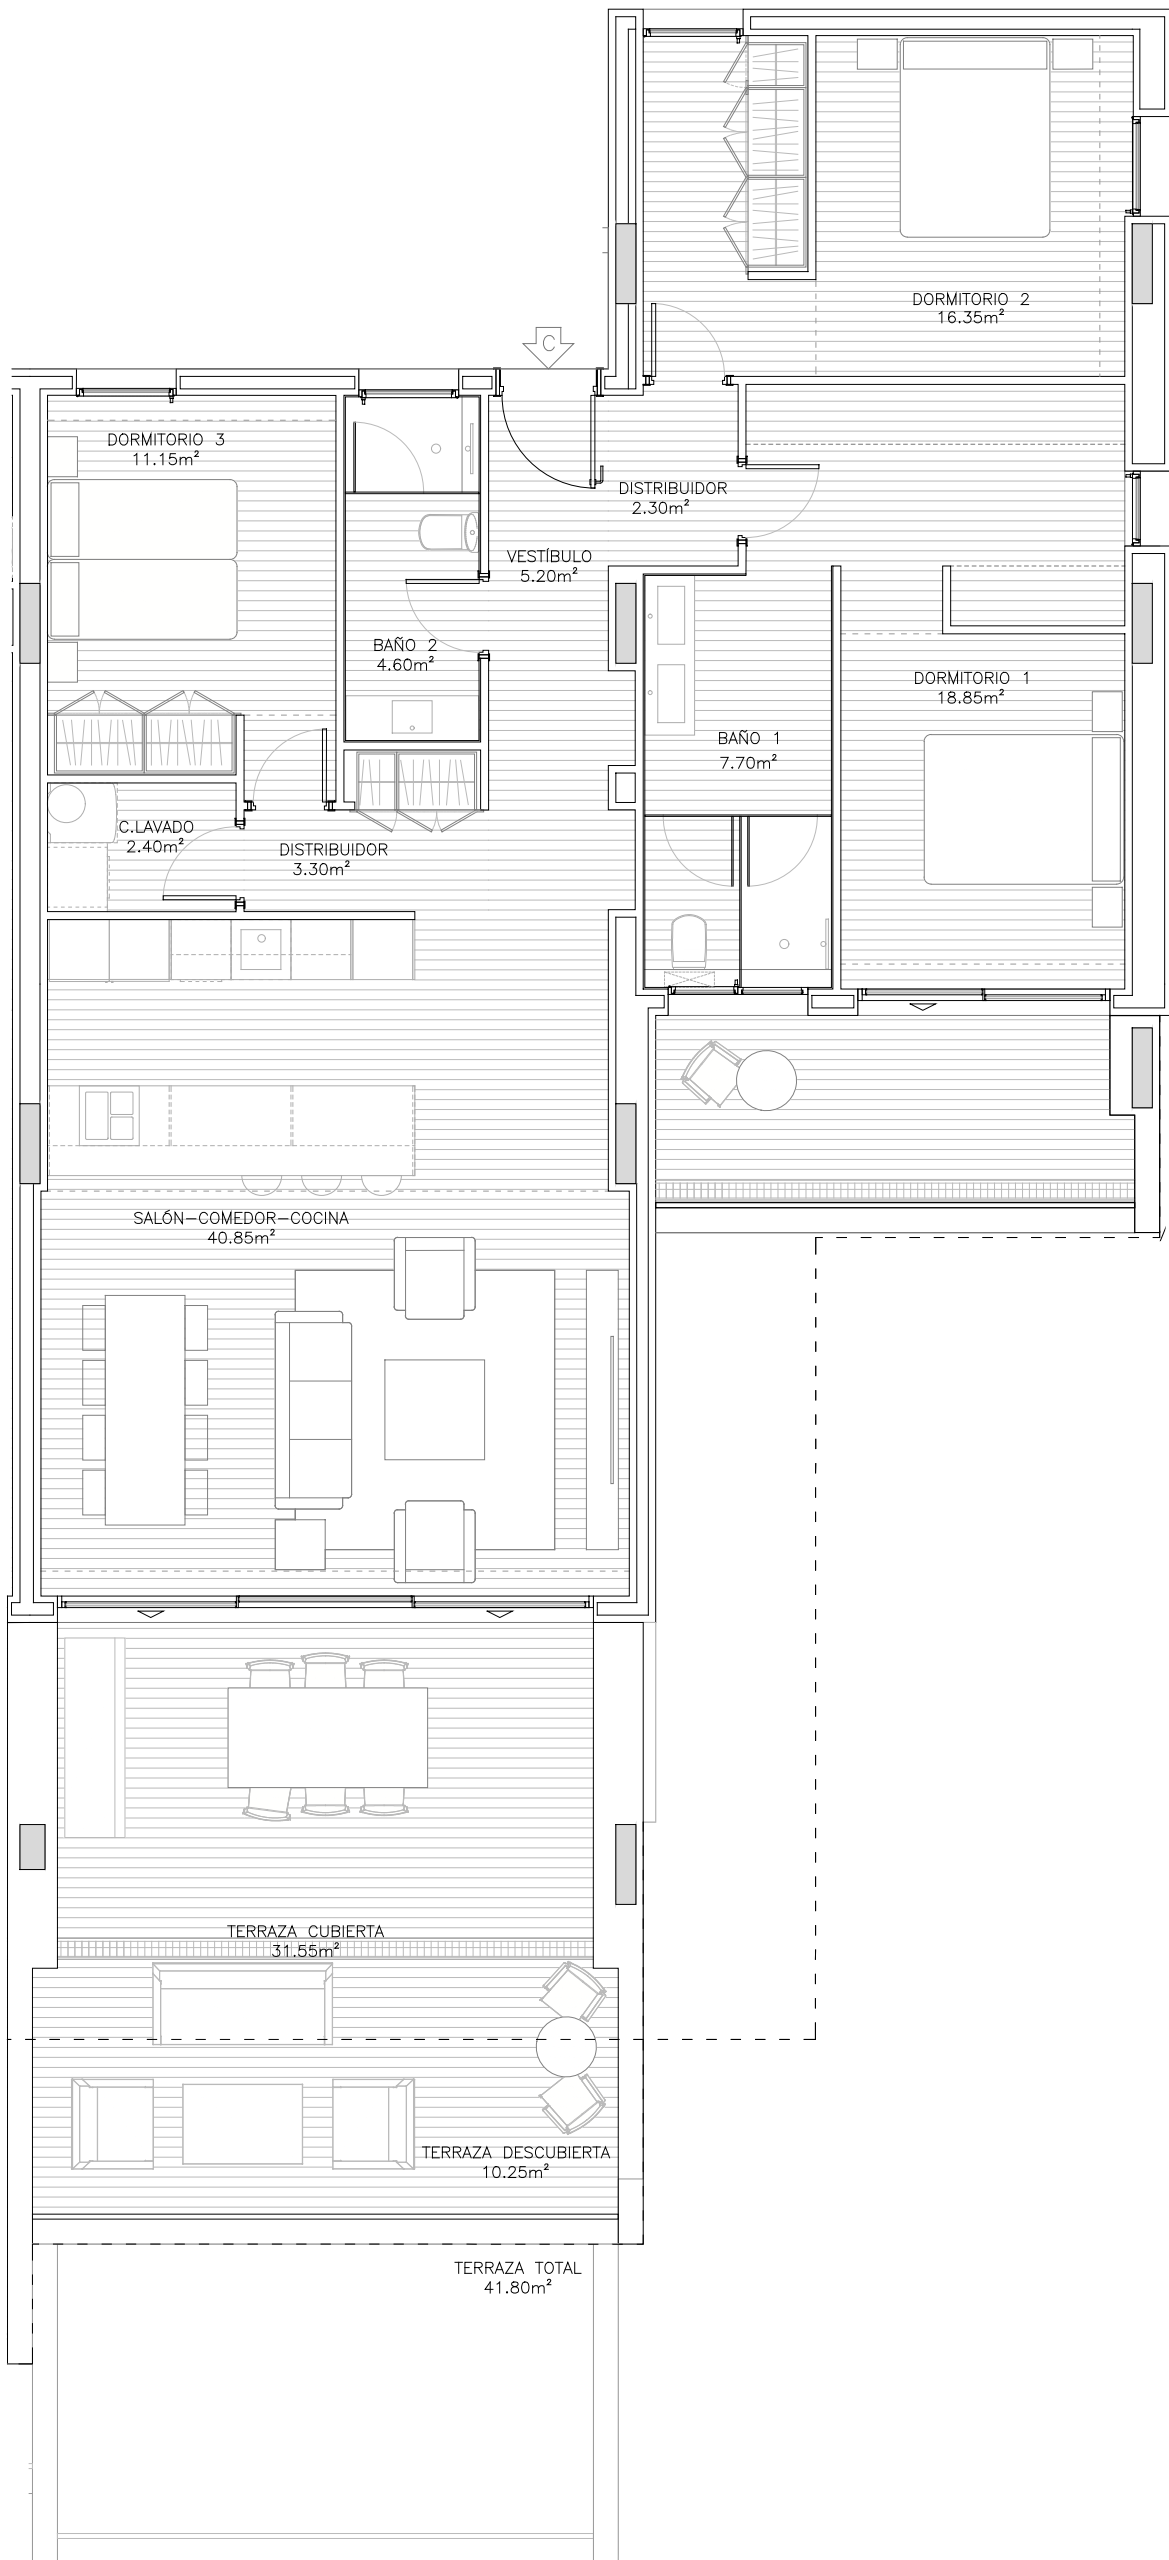 DORMITORIO 2
16.35m²
C
DORMITORIO 3
11.15m²
DISTRIBUIDOR
2.30m²
VESTÍBULO
5.20m²
BAÑO 2
4.60m²
DORMITORIO 1
18.85m²
BAÑO 1
7.70m²
C.LAVADO
2.40m²
DISTRIBUIDOR
3.30m²
SALÓN-COMEDOR-COCINA
40.85m²
TERRAZA CUBIERTA
31.55m²
TERRAZA DESCUBIERTA
10.25m²
TERRAZA TOTAL
41.80m²